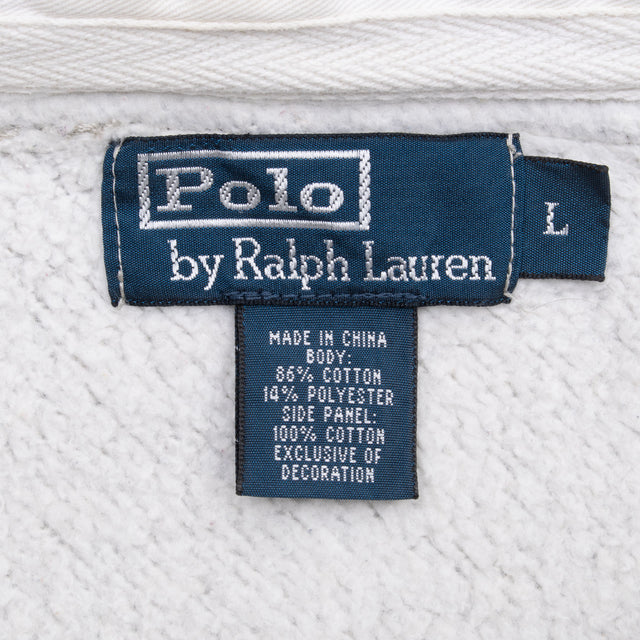 Polo
by Ralph Lauren
L
MADE IN CHINA
BODY:
86% COTTON
14% POLYESTER
SIDE PANEL:
100% COTTON
EXCLUSIVE OF
DECORATION